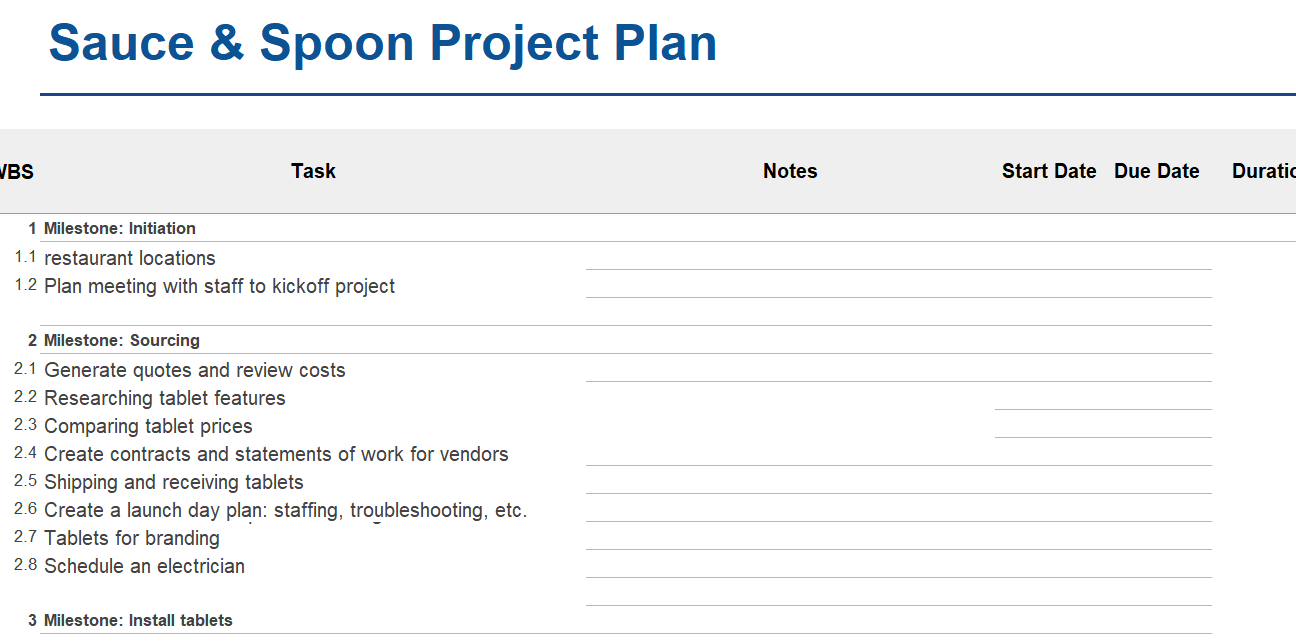 Sauce & Spoon Project Plan
WBS Task Notes Start Date Due Date Duratio
1 Milestone: Initiation
1.1 restaurant locations
1.2 Plan meeting with staff to kickoff project
2 Milestone: Sourcing
2.1 Generate quotes and review costs
2.2 Researching tablet features
2.3 Comparing tablet prices
2.4 Create contracts and statements of work for vendors
2.5 Shipping and receiving tablets
2.6 Create a launch day plan: staffing, troubleshooting, etc.
2.7 Tablets for branding
2.8 Schedule an electrician
3 Milestone: Install tablets